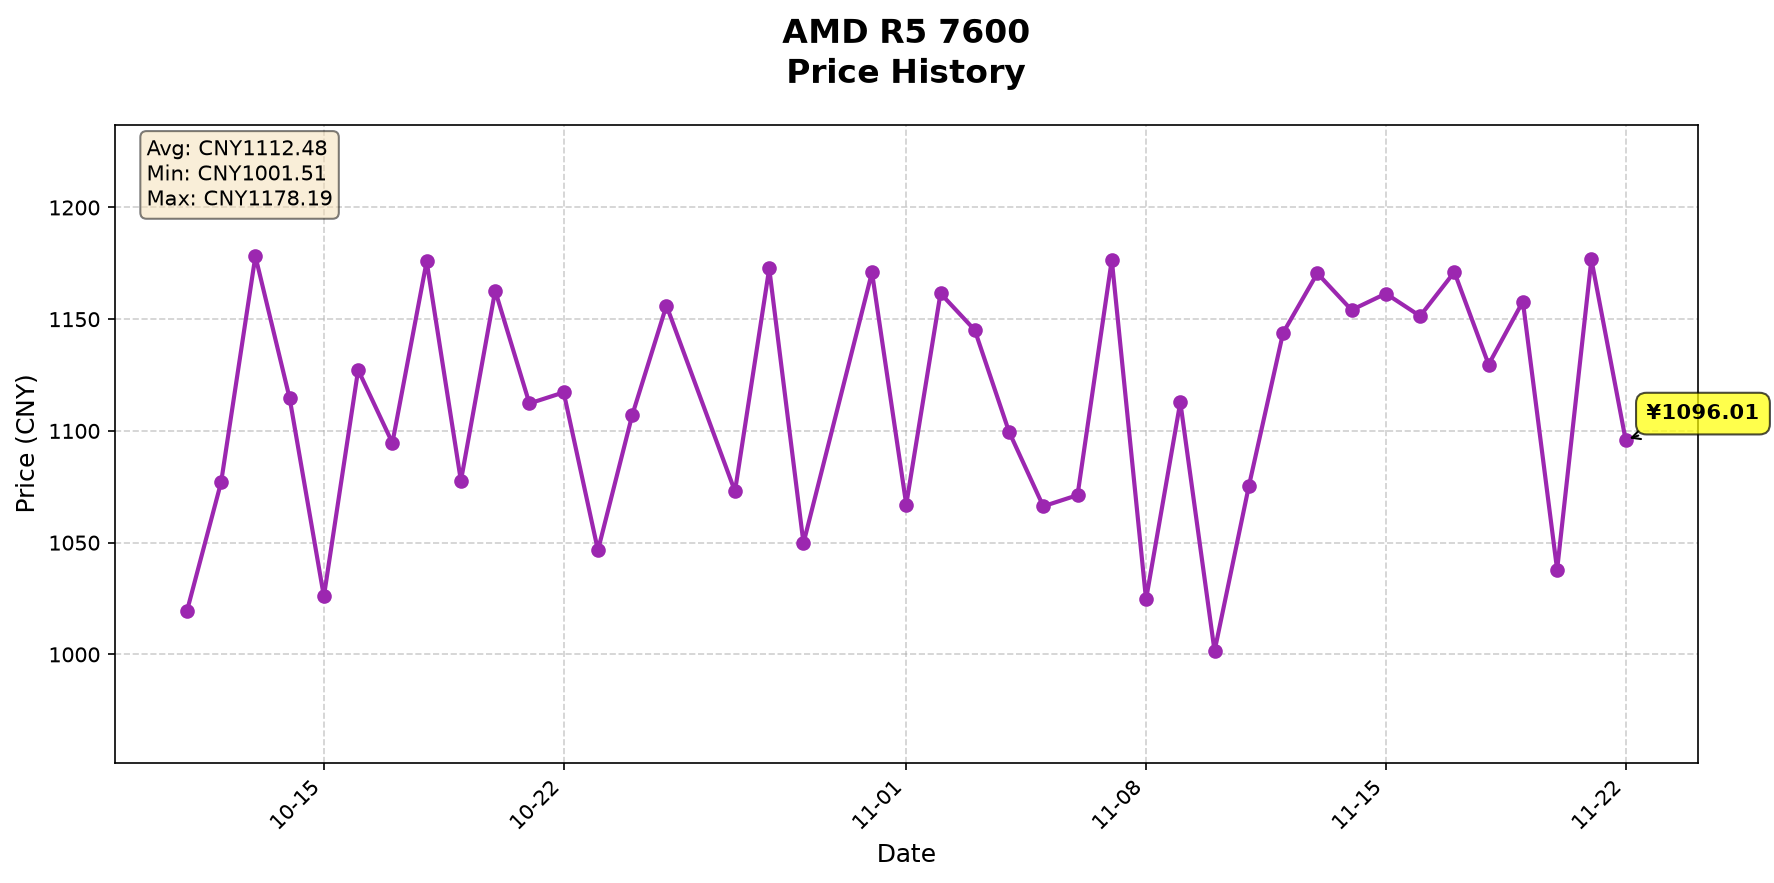 AMD R5 7600
Price History
Avg: CNY1112.48
Min: CNY1001.51
Max: CNY1178.19
Price (CNY)
1200
1150
1100
1050
1000
¥1096.01
10-15
10-22
11-01
11-08
11-15
11-22
Date